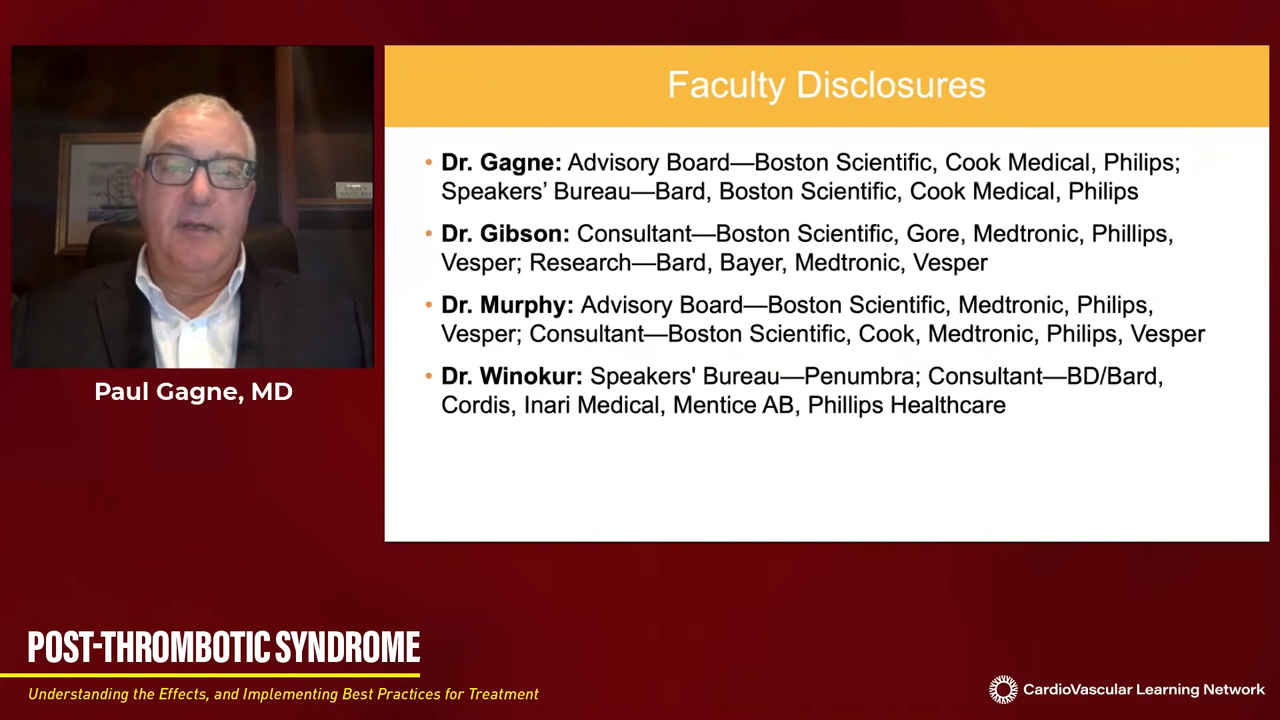 Faculty Disclosures
• Dr. Gagne: Advisory Board—Boston Scientific, Cook Medical, Philips;
Speakers’ Bureau—Bard, Boston Scientific, Cook Medical, Philips
• Dr. Gibson: Consultant—Boston Scientific, Gore, Medtronic, Phillips,
Vesper; Research—Bard, Bayer, Medtronic, Vesper
• Dr. Murphy: Advisory Board—Boston Scientific, Medtronic, Philips,
Vesper; Consultant—Boston Scientific, Cook, Medtronic, Philips, Vesper
• Dr. Winokur: Speakers' Bureau—Penumbra; Consultant—BD/Bard,
Cordis, Inari Medical, Mentice AB, Phillips Healthcare
Paul Gagne, MD
POST-THROMBOTIC SYNDROME
Understanding the Effects, and Implementing Best Practices for Treatment
CardioVascular Learning Network